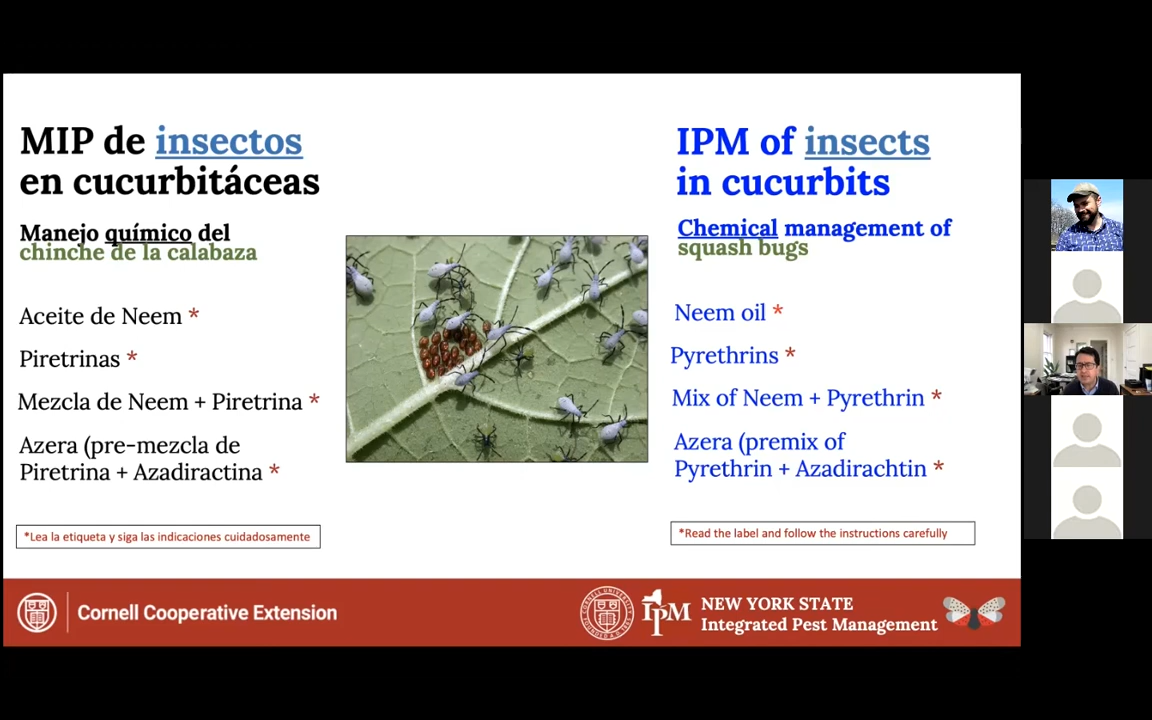 MIP de insectos
en cucurbitáceas
Manejo químico del
chinche de la calabaza
Aceite de Neem *
Piretrinas *
Mezcla de Neem + Piretrina *
Azera (pre-mezcla de
Piretrina + Azadiractina *
*Lea la etiqueta y siga las indicaciones cuidadosamente
IPM of insects
in cucurbits
Chemical management of
squash bugs
Neem oil *
Pyrethrins *
Mix of Neem + Pyrethrin *
Azera (premix of
Pyrethrin + Azadirachtin *
*Read the label and follow the instructions carefully
Cornell Cooperative Extension
IPM
NEW YORK STATE
Integrated Pest Management